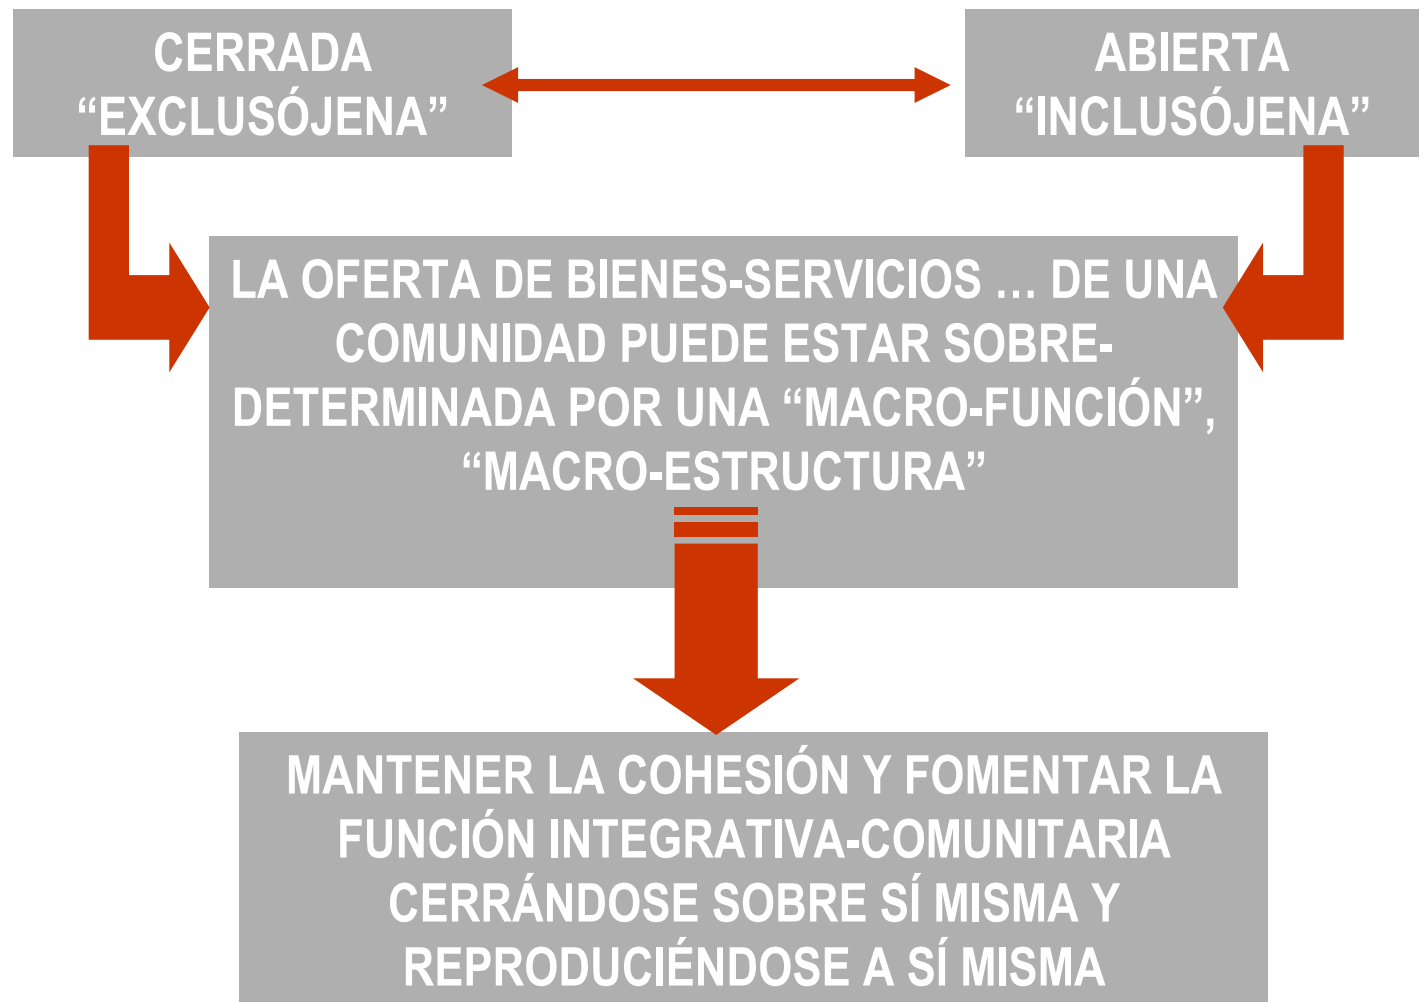 CERRADA
“EXCLUSÓJENA”
ABIERTA
“INCLUSÓJENA”
LA OFERTA DE BIENES-SERVICIOS … DE UNA
COMUNIDAD PUEDE ESTAR SOBRE-
DETERMINADA POR UNA “MACRO-FUNCIÓN”,
“MACRO-ESTRUCTURA”
MANTENER LA COHESIÓN Y FOMENTAR LA
FUNCIÓN INTEGRATIVA-COMUNITARIA
CERRÁNDOSE SOBRE SÍ MISMA Y
REPRODUCIÉNDOSE A SÍ MISMA